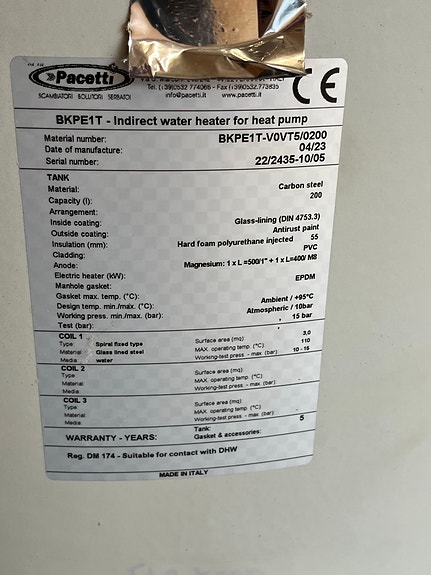 Pacetti
SCAMBIATORI BOLLITORI SERBATOI
Tel. (+39)0532 774066 - Fax (+39)0532.773835
info@pacetti.it www.pacetti.it
CE
BKPE1T - Indirect water heater for heat pump
Material number: BKPE1T-V0VT5/0200
Date of manufacture: 04/23
Serial number: 22/2435-10/05
TANK
Material: Carbon steel
Capacity (l): 200
Arrangement:
Inside coating: Glass-lining (DIN 4753.3)
Outside coating: Antirust paint
Insulation (mm): Hard foam polyurethane injected 55
Cladding: PVC
Anode: Magnesium: 1 x L =500/1" + 1 x L=400/ M8
Electric heater (kW):
Manhole gasket: EPDM
Gasket max. temp. (°C):
Design temp. min./max. (°C): Ambient / +95°C
Working press. min./max. (bar): Atmospheric / 10bar
Test (bar): 15 bar
COIL 1
Type: Spiral fixed type Surface area (mq): 3,0
Material Glass lined steel MAX. operating temp. (°C) 110
Media: water Working-test press - max. (bar) 10 - 15
COIL 2
Type Surface area (mq):
Material MAX. operating temp. (°C)
Media Working-test press - max (bar)
COIL 3
Type Surface area (mq):
Material: MAX. operating temp. (°C)
Media Working-test press - max. (bar)
WARRANTY - YEARS: Tank: 5
Gasket & accessories:
Reg. DM 174 - Suitable for contact with DHW
MADE IN ITALY